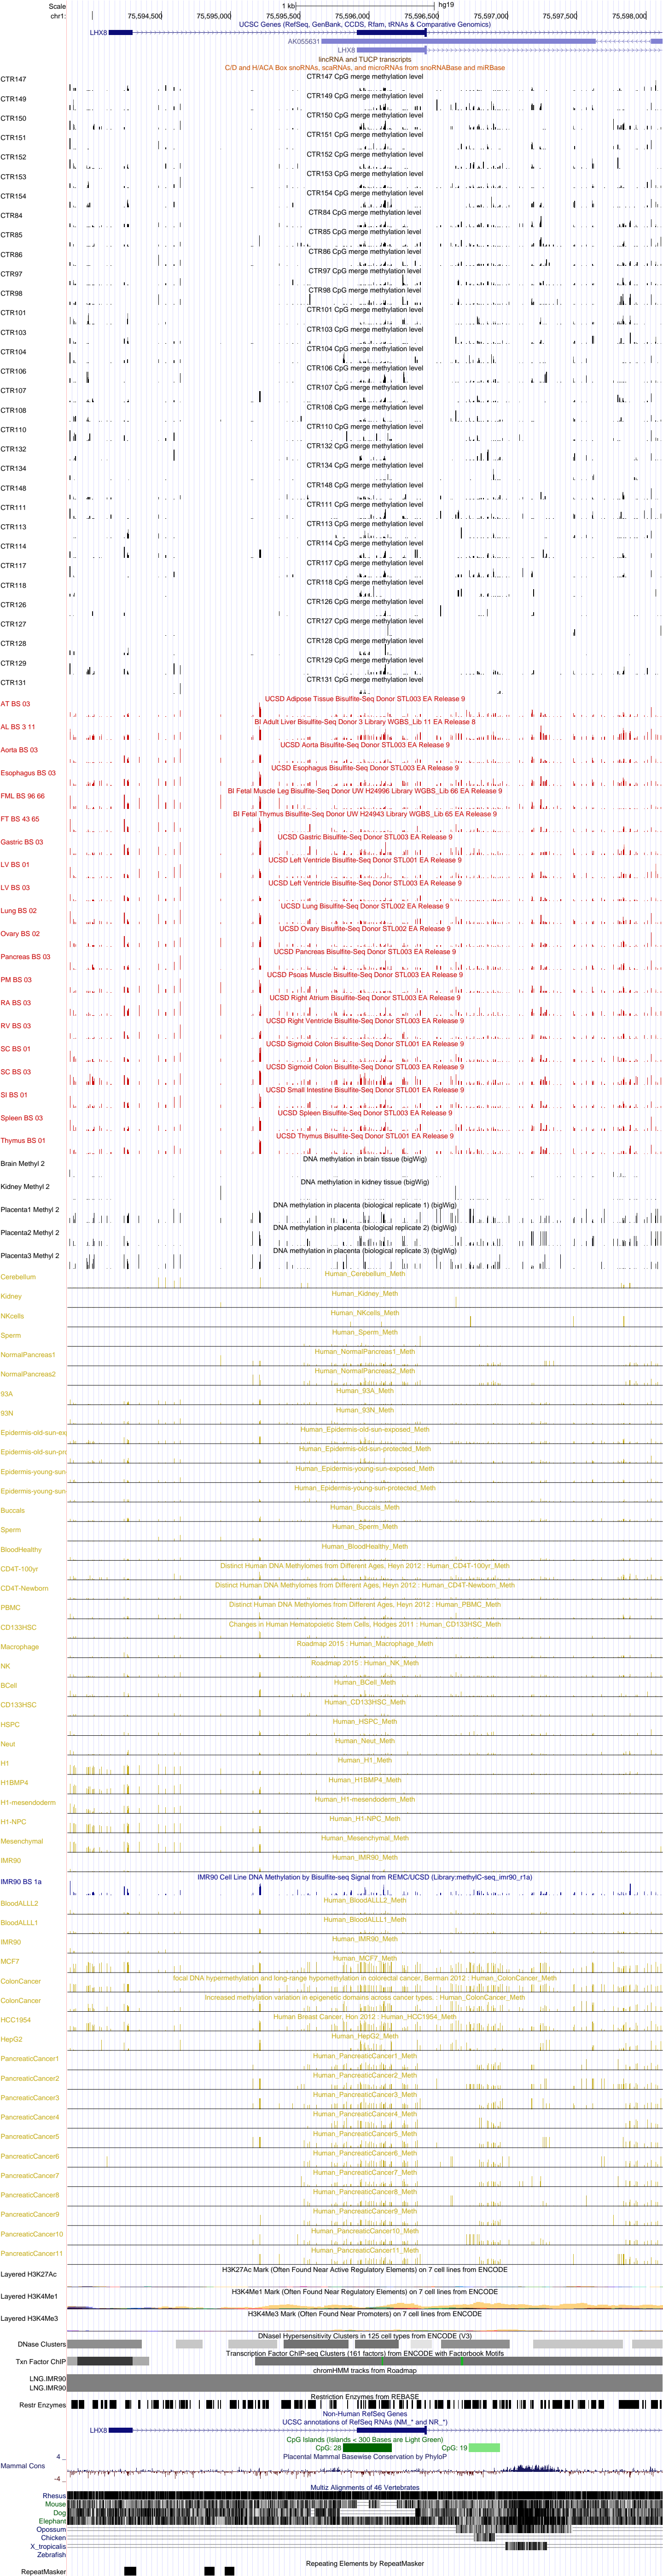 Scale 1 kb hg19
chr1: 75,594,500 75,595,000 75,595,500 75,596,000 75,596,500 75,597,000 75,597,500 75,598,000
UCSC Genes (RefSeq, GenBank, CCDS, Rfam, tRNAs & Comparative Genomics)
LHX8
AK055631
LHX8
lincRNA and TUCP transcripts
C/D and H/ACA Box snoRNAs, scaRNAs, and microRNAs from snoRNABase and miRBase
CTR147 CpG merge methylation level
CTR147
CTR149 CpG merge methylation level
CTR149
CTR150 CpG merge methylation level
CTR150
CTR151 CpG merge methylation level
CTR151
CTR152 CpG merge methylation level
CTR152
CTR153 CpG merge methylation level
CTR153
CTR154 CpG merge methylation level
CTR154
CTR84 CpG merge methylation level
CTR84
CTR85 CpG merge methylation level
CTR85
CTR86 CpG merge methylation level
CTR86
CTR97 CpG merge methylation level
CTR97
CTR98 CpG merge methylation level
CTR98
CTR101 CpG merge methylation level
CTR101
CTR103 CpG merge methylation level
CTR103
CTR104 CpG merge methylation level
CTR104
CTR106 CpG merge methylation level
CTR106
CTR107 CpG merge methylation level
CTR107
CTR108 CpG merge methylation level
CTR108
CTR110 CpG merge methylation level
CTR110
CTR132 CpG merge methylation level
CTR132
CTR134 CpG merge methylation level
CTR134
CTR148 CpG merge methylation level
CTR148
CTR111 CpG merge methylation level
CTR111
CTR113 CpG merge methylation level
CTR113
CTR114 CpG merge methylation level
CTR114
CTR117 CpG merge methylation level
CTR117
CTR118 CpG merge methylation level
CTR118
CTR126 CpG merge methylation level
CTR126
CTR127 CpG merge methylation level
CTR127
CTR128 CpG merge methylation level
CTR128
CTR129 CpG merge methylation level
CTR129
CTR131 CpG merge methylation level
CTR131
UCSD Adipose Tissue Bisulfite-Seq Donor STL003 EA Release 9
AT BS 03
BI Adult Liver Bisulfite-Seq Donor 3 Library WGBS_Lib 11 EA Release 8
AL BS 3 11
UCSD Aorta Bisulfite-Seq Donor STL003 EA Release 9
Aorta BS 03
UCSD Esophagus Bisulfite-Seq Donor STL003 EA Release 9
Esophagus BS 03
BI Fetal Muscle Leg Bisulfite-Seq Donor UW H24996 Library WGBS_Lib 66 EA Release 9
FML BS 96 66
BI Fetal Thymus Bisulfite-Seq Donor UW H24943 Library WGBS_Lib 65 EA Release 9
FT BS 43 65
UCSD Gastric Bisulfite-Seq Donor STL003 EA Release 9
Gastric BS 03
UCSD Left Ventricle Bisulfite-Seq Donor STL001 EA Release 9
LV BS 01
UCSD Left Ventricle Bisulfite-Seq Donor STL003 EA Release 9
LV BS 03
UCSD Lung Bisulfite-Seq Donor STL002 EA Release 9
Lung BS 02
UCSD Ovary Bisulfite-Seq Donor STL002 EA Release 9
Ovary BS 02
UCSD Pancreas Bisulfite-Seq Donor STL003 EA Release 9
Pancreas BS 03
UCSD Psoas Muscle Bisulfite-Seq Donor STL003 EA Release 9
PM BS 03
UCSD Right Atrium Bisulfite-Seq Donor STL003 EA Release 9
RA BS 03
UCSD Right Ventricle Bisulfite-Seq Donor STL003 EA Release 9
RV BS 03
UCSD Sigmoid Colon Bisulfite-Seq Donor STL001 EA Release 9
SC BS 01
UCSD Sigmoid Colon Bisulfite-Seq Donor STL003 EA Release 9
SC BS 03
UCSD Small Intestine Bisulfite-Seq Donor STL001 EA Release 9
SI BS 01
UCSD Spleen Bisulfite-Seq Donor STL003 EA Release 9
Spleen BS 03
UCSD Thymus Bisulfite-Seq Donor STL001 EA Release 9
Thymus BS 01
DNA methylation in brain tissue (bigWig)
Brain Methyl 2
DNA methylation in kidney tissue (bigWig)
Kidney Methyl 2
DNA methylation in placenta (biological replicate 1) (bigWig)
Placenta1 Methyl 2
DNA methylation in placenta (biological replicate 2) (bigWig)
Placenta2 Methyl 2
DNA methylation in placenta (biological replicate 3) (bigWig)
Placenta3 Methyl 2
Human_Cerebellum_Meth
Cerebellum
Human_Kidney_Meth
Kidney
Human_NKcells_Meth
NKcells
Human_Sperm_Meth
Sperm
Human_NormalPancreas1_Meth
NormalPancreas1
Human_NormalPancreas2_Meth
NormalPancreas2
Human_93A_Meth
93A
Human_93N_Meth
93N
Human_Epidermis-old-sun-exposed_Meth
Epidermis-old-sun-ex
Human_Epidermis-old-sun-protected_Meth
Epidermis-old-sun-pr
Human_Epidermis-young-sun-exposed_Meth
Epidermis-young-sun
Human_Epidermis-young-sun-protected_Meth
Epidermis-young-sun
Human_Buccals_Meth
Buccals
Human_Sperm_Meth
Sperm
Human_BloodHealthy_Meth
BloodHealthy
Distinct Human DNA Methylomes from Different Ages, Heyn 2012 : Human_CD4T-100yr_Meth
CD4T-100yr
Distinct Human DNA Methylomes from Different Ages, Heyn 2012 : Human_CD4T-Newborn_Meth
CD4T-Newborn
Distinct Human DNA Methylomes from Different Ages, Heyn 2012 : Human_PBMC_Meth
PBMC
Changes in Human Hematopoietic Stem Cells, Hodges 2011 : Human_CD133HSC_Meth
CD133HSC
Roadmap 2015 : Human_Macrophage_Meth
Macrophage
Roadmap 2015 : Human_NK_Meth
NK
Human_BCell_Meth
BCell
Human_CD133HSC_Meth
CD133HSC
Human_HSPC_Meth
HSPC
Human_Neut_Meth
Neut
Human_H1_Meth
H1
Human_H1BMP4_Meth
H1BMP4
Human_H1-mesendoderm_Meth
H1-mesendoderm
Human_H1-NPC_Meth
H1-NPC
Human_Mesenchymal_Meth
Mesenchymal
Human_IMR90_Meth
IMR90
IMR90 Cell Line DNA Methylation by Bisulfite-seq Signal from REMC/UCSD (Library:methylC-seq_imr90_r1a)
IMR90 BS 1a
Human_BloodALLL2_Meth
BloodALLL2
Human_BloodALLL1_Meth
BloodALLL1
Human_IMR90_Meth
IMR90
Human_MCF7_Meth
MCF7
focal DNA hypermethylation and long-range hypomethylation in colorectal cancer, Berman 2012 : Human_ColonCancer_Meth
ColonCancer
Increased methylation variation in epigenetic domains across cancer types. : Human_ColonCancer_Meth
ColonCancer
Human Breast Cancer, Hon 2012 : Human_HCC1954_Meth
HCC1954
Human_HepG2_Meth
HepG2
Human_PancreaticCancer1_Meth
PancreaticCancer1
Human_PancreaticCancer2_Meth
PancreaticCancer2
Human_PancreaticCancer3_Meth
PancreaticCancer3
Human_PancreaticCancer4_Meth
PancreaticCancer4
Human_PancreaticCancer5_Meth
PancreaticCancer5
Human_PancreaticCancer6_Meth
PancreaticCancer6
Human_PancreaticCancer7_Meth
PancreaticCancer7
Human_PancreaticCancer8_Meth
PancreaticCancer8
Human_PancreaticCancer9_Meth
PancreaticCancer9
Human_PancreaticCancer10_Meth
PancreaticCancer10
Human_PancreaticCancer11_Meth
PancreaticCancer11
H3K27Ac Mark (Often Found Near Active Regulatory Elements) on 7 cell lines from ENCODE
Layered H3K27Ac
H3K4Me1 Mark (Often Found Near Regulatory Elements) on 7 cell lines from ENCODE
Layered H3K4Me1
H3K4Me3 Mark (Often Found Near Promoters) on 7 cell lines from ENCODE
Layered H3K4Me3
DNaseI Hypersensitivity Clusters in 125 cell types from ENCODE (V3)
DNase Clusters
Transcription Factor ChIP-seq Clusters (161 factors) from ENCODE with Factorbook Motifs
Txn Factor ChIP
chromHMM tracks from Roadmap
LNG.IMR90
LNG.IMR90
Restriction Enzymes from REBASE
Restr Enzymes
Non-Human RefSeq Genes
UCSC annotations of RefSeq RNAs (NM_* and NR_*)
LHX8
CpG Islands (Islands < 300 Bases are Light Green)
CpG: 28 CpG: 19
Placental Mammal Basewise Conservation by PhyloP
4 _
Mammal Cons
-4 _
Multiz Alignments of 46 Vertebrates
Rhesus
Mouse
Dog
Elephant
Opossum
Chicken
X_tropicalis
Zebrafish
Repeating Elements by RepeatMasker
RepeatMasker